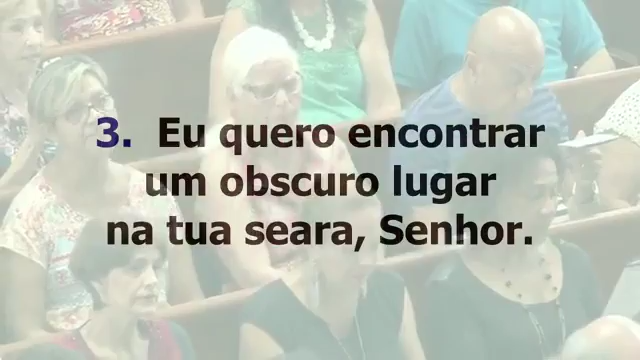 3. Eu quero encontrar
um obscuro lugar
na tua seara, Senhor.